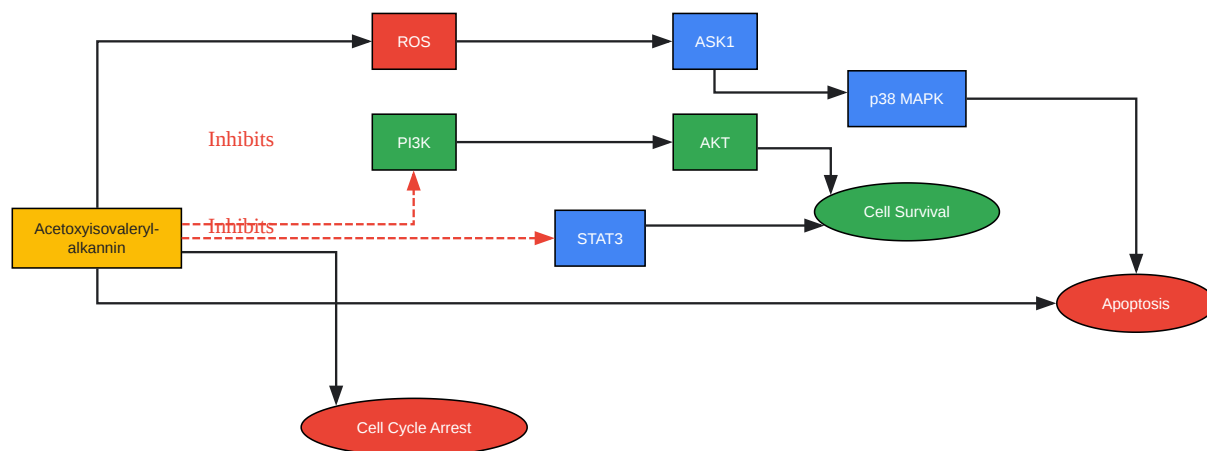 ROS
ASK1
p38 MAPK
Inhibits
PI3K
AKT
Cell Survival
Inhibits
Acetoxyisovaleryl-
alkannin
STAT3
Apoptosis
Cell Cycle Arrest